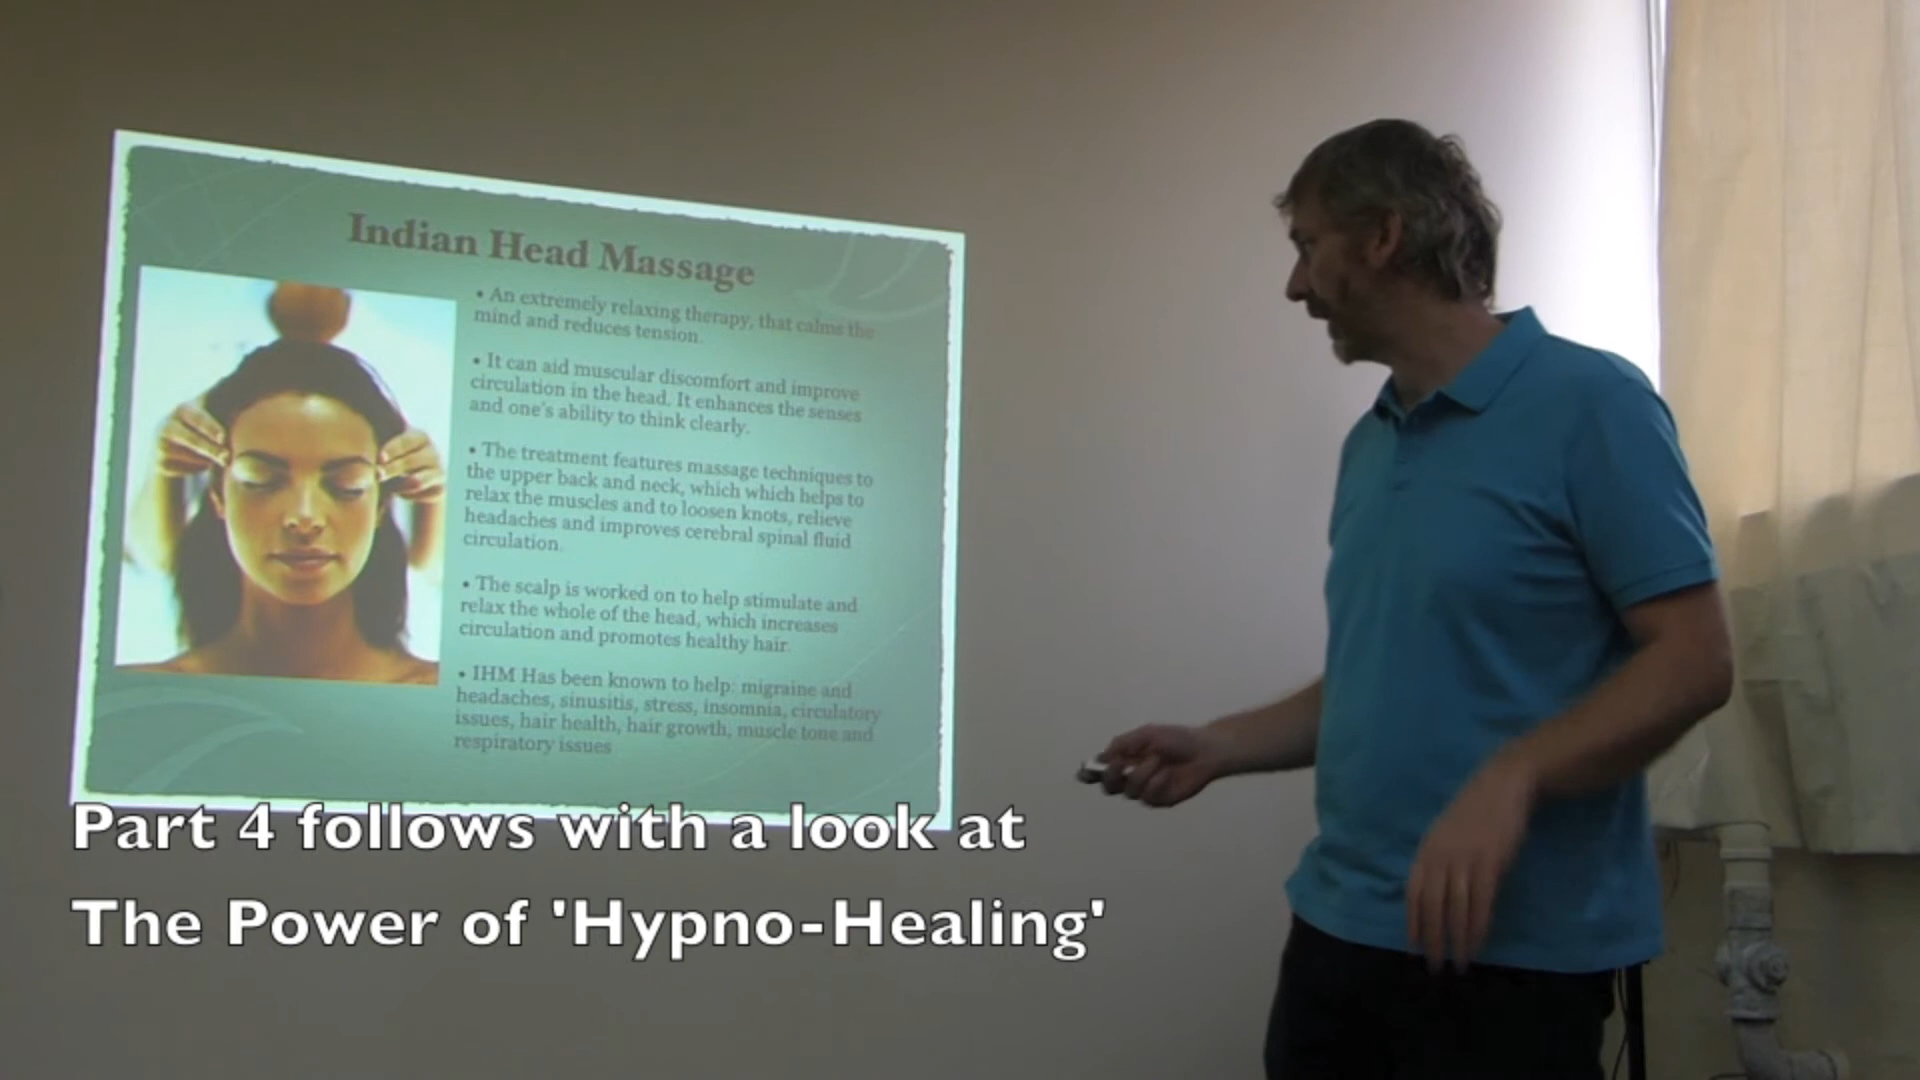 Indian Head Massage
• An extremely relaxing therapy, that calms the
mind and reduces tension.
• It can aid muscular discomfort and improve
circulation in the head. It enhances the senses
and one's ability to think clearly.
• The treatment features massage techniques to
the upper back and neck, which which helps to
relax the muscles and to loosen knots, relieve
headaches and improves cerebral spinal fluid
circulation.
• The scalp is worked on to help stimulate and
relax the whole of the head, which increases
circulation and promotes healthy hair.
• IHM Has been known to help: migraine and
headaches, sinusitis, stress, insomnia, circulatory
issues, hair health, hair growth, muscle tone and
respiratory issues
Part 4 follows with a look at
The Power of 'Hypno-Healing'